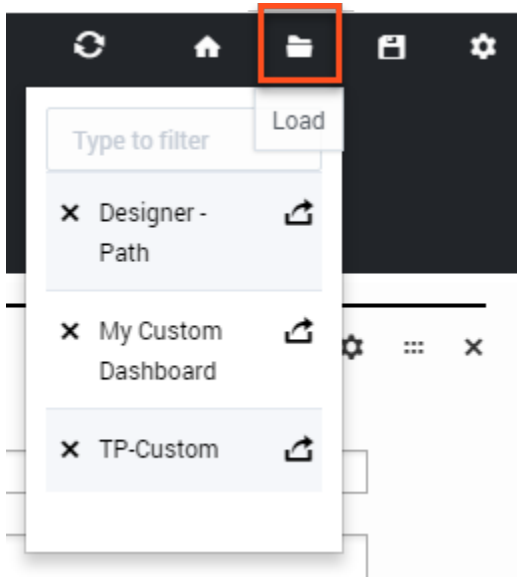 Load
Type to filter
Designer -
Path
My Custom
Dashboard
TP-Custom